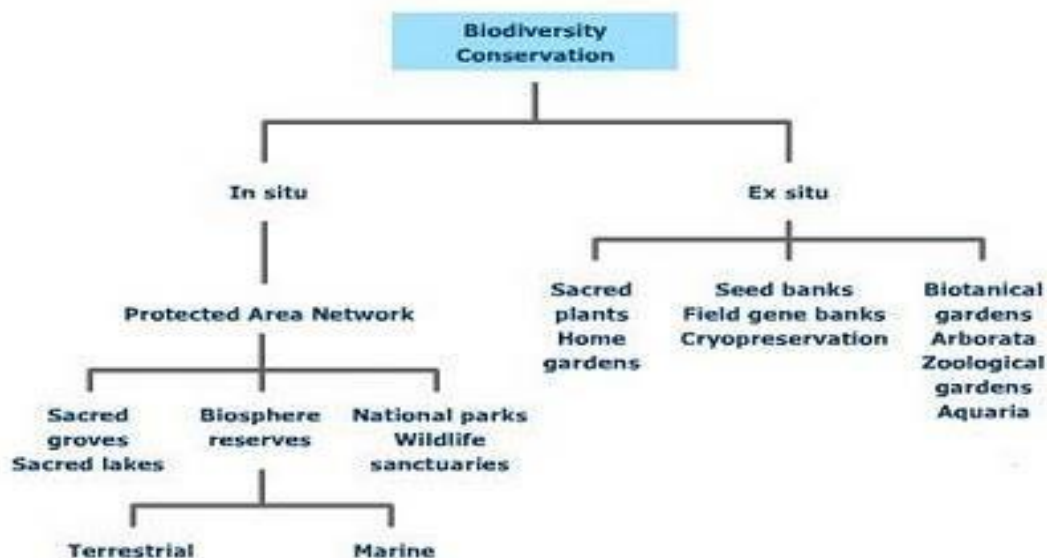 Biodiversity
Conservation
In situ
Ex situ
Protected Area Network
Sacred
plants
Home
gardens
Seed banks
Field gene banks
Cryopreservation
Biotanical
gardens
Arborata
Zoological
gardens
Aquaria
Sacred
groves
Sacred lakes
Biosphere
reserves
National parks
Wildlife
sanctuaries
Terrestrial
Marine